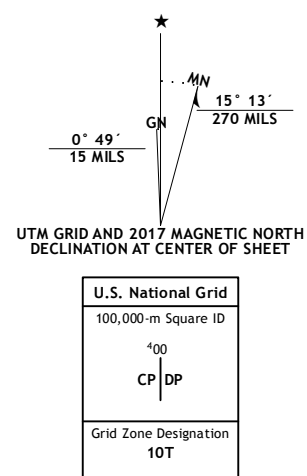 ★
MN
GN
15° 13´
270 MILS
0° 49´
15 MILS
UTM GRID AND 2017 MAGNETIC NORTH
DECLINATION AT CENTER OF SHEET
U.S. National Grid
100,000-m Square ID
⁴00
CP DP
Grid Zone Designation
10T